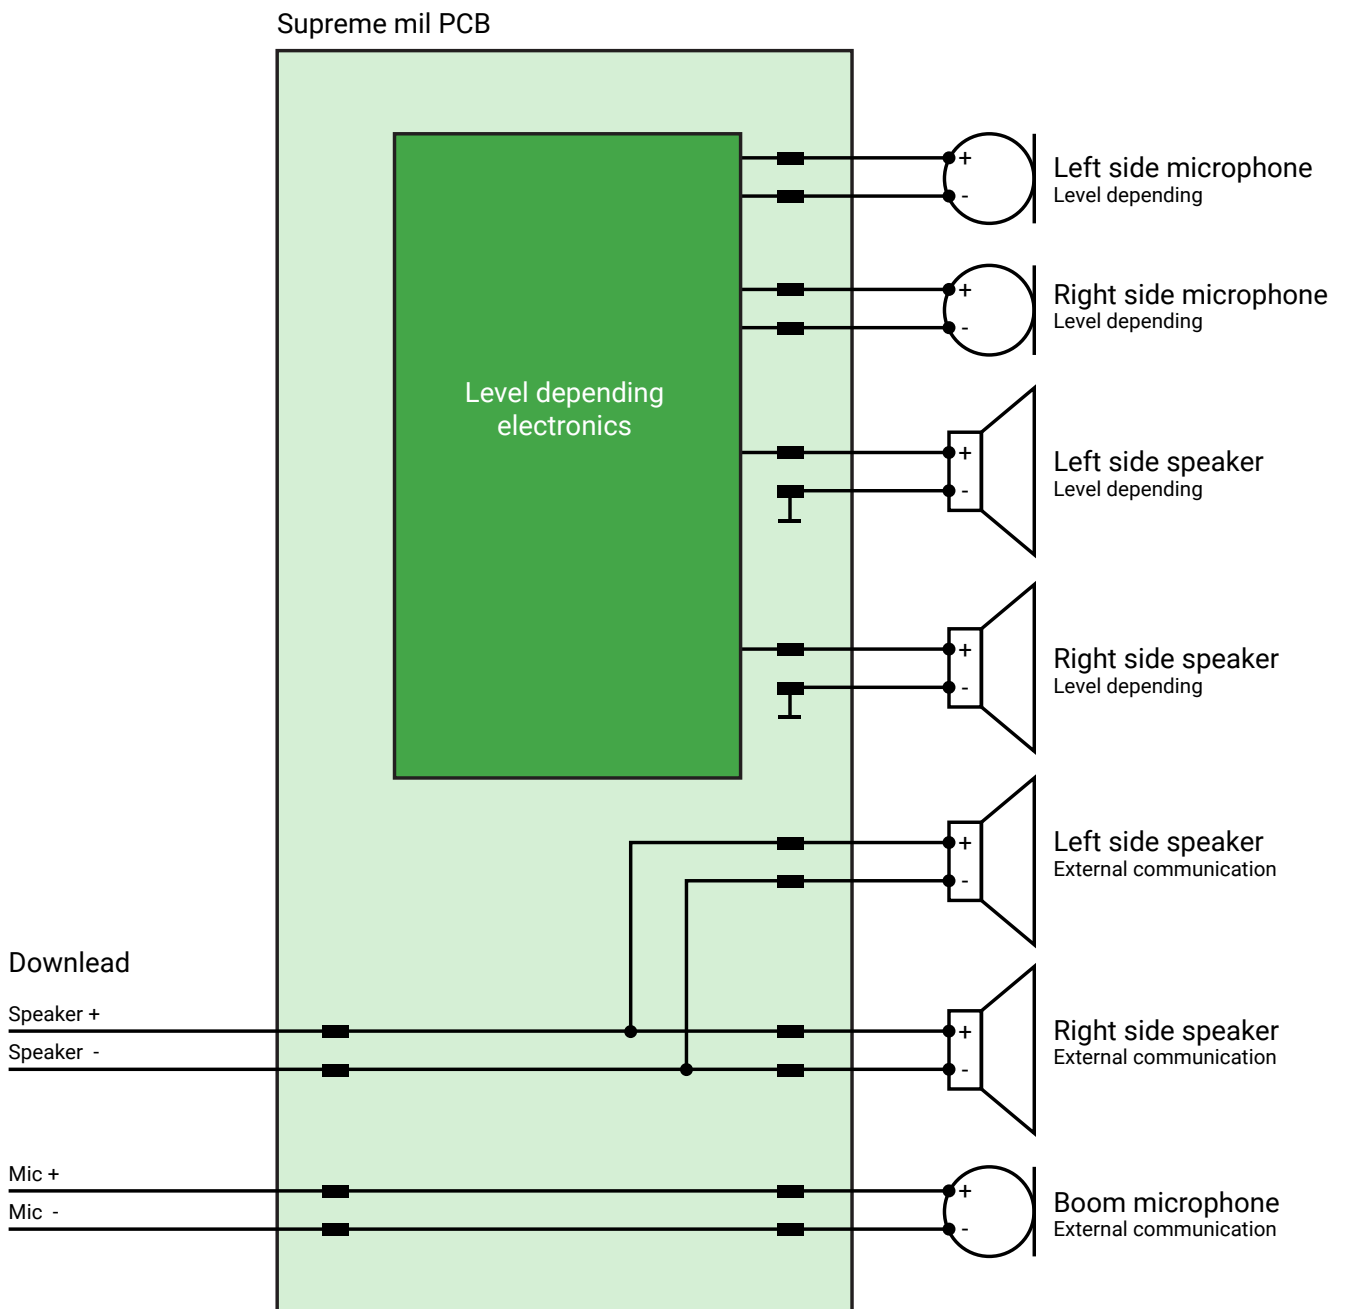 Supreme mil PCB
+
Left side microphone
-
Level depending
+
Right side microphone
-
Level depending
Level depending
electronics
+
Left side speaker
-
Level depending
+
Right side speaker
-
Level depending
+
Left side speaker
-
External communication
Downlead
Speaker +
+
Right side speaker
Speaker -
-
External communication
Mic +
+
Boom microphone
Mic -
-
External communication